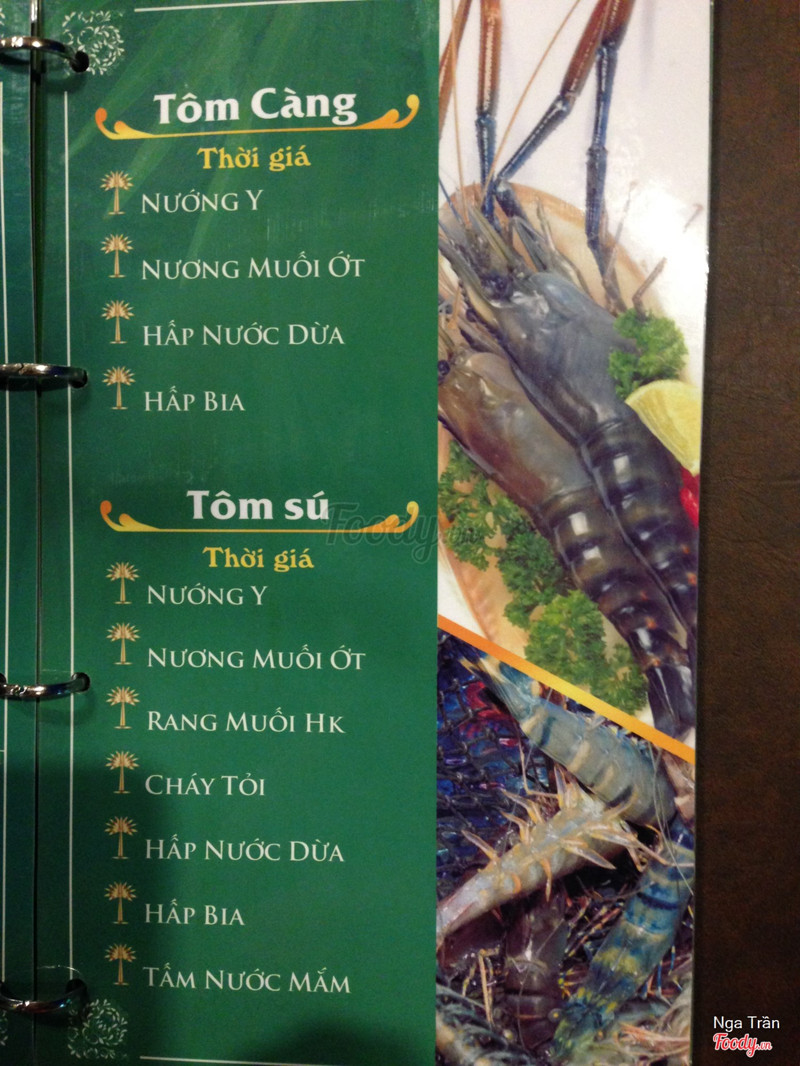 Tôm Càng
Thời giá
NƯỚNG Y
NƯƠNG MUỐI ỚT
HẤP NƯỚC DỪA
HẤP BIA
Tôm sú
Thời giá
NƯỚNG Y
NƯƠNG MUỐI ỚT
RANG MUỐI HK
CHÁY TỎI
HẤP NƯỚC DỪA
HẤP BIA
TẤM NƯỚC MẮM
Foody.vn
Nga Trần
Foody.vn